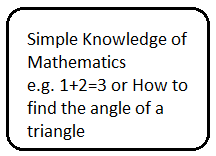 Simple Knowledge of
Mathematics
e.g. 1+2=3 or How to
find the angle of a
triangle